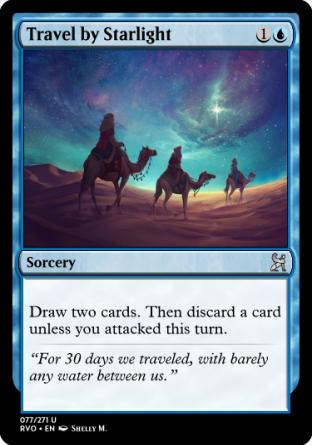 Travel by Starlight 1
Sorcery
Draw two cards. Then discard a card
unless you attacked this turn.
“For 30 days we traveled, with barely
any water between us.”
077/271 U
RVO • EN Shelly M.